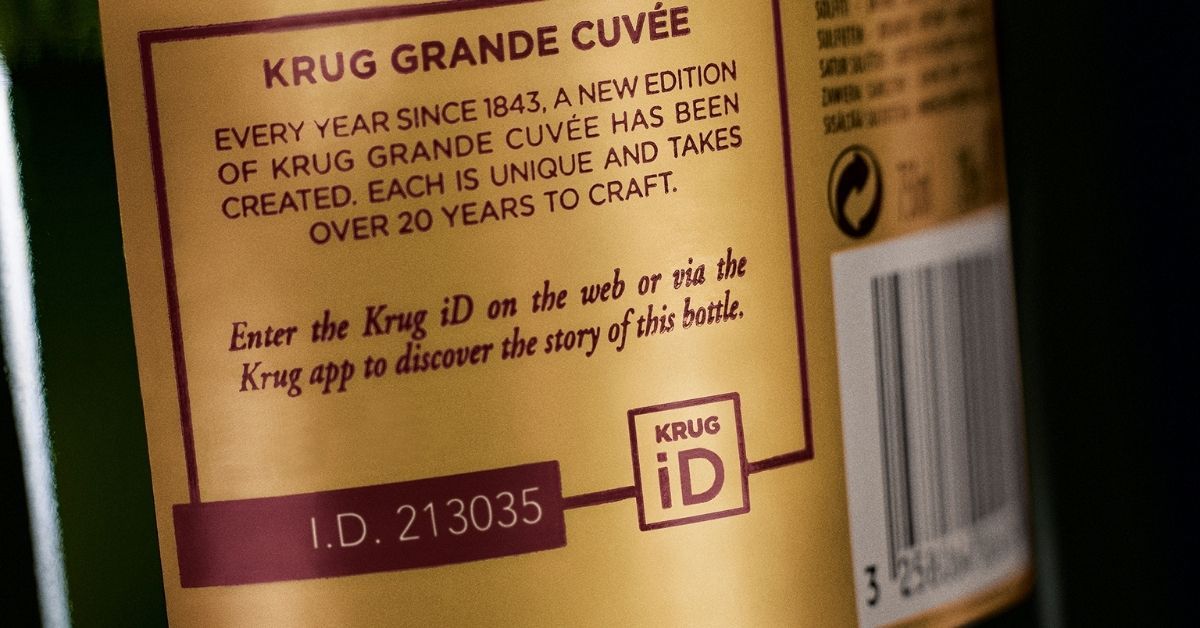 KRUG GRANDE CUVÉE
EVERY YEAR SINCE 1843, A NEW EDITION
OF KRUG GRANDE CUVÉE HAS BEEN
CREATED. EACH IS UNIQUE AND TAKES
OVER 20 YEARS TO CRAFT.
Enter the Krug iD on the web or via the
Krug app to discover the story of this bottle.
KRUG
iD
I.D. 213035
3